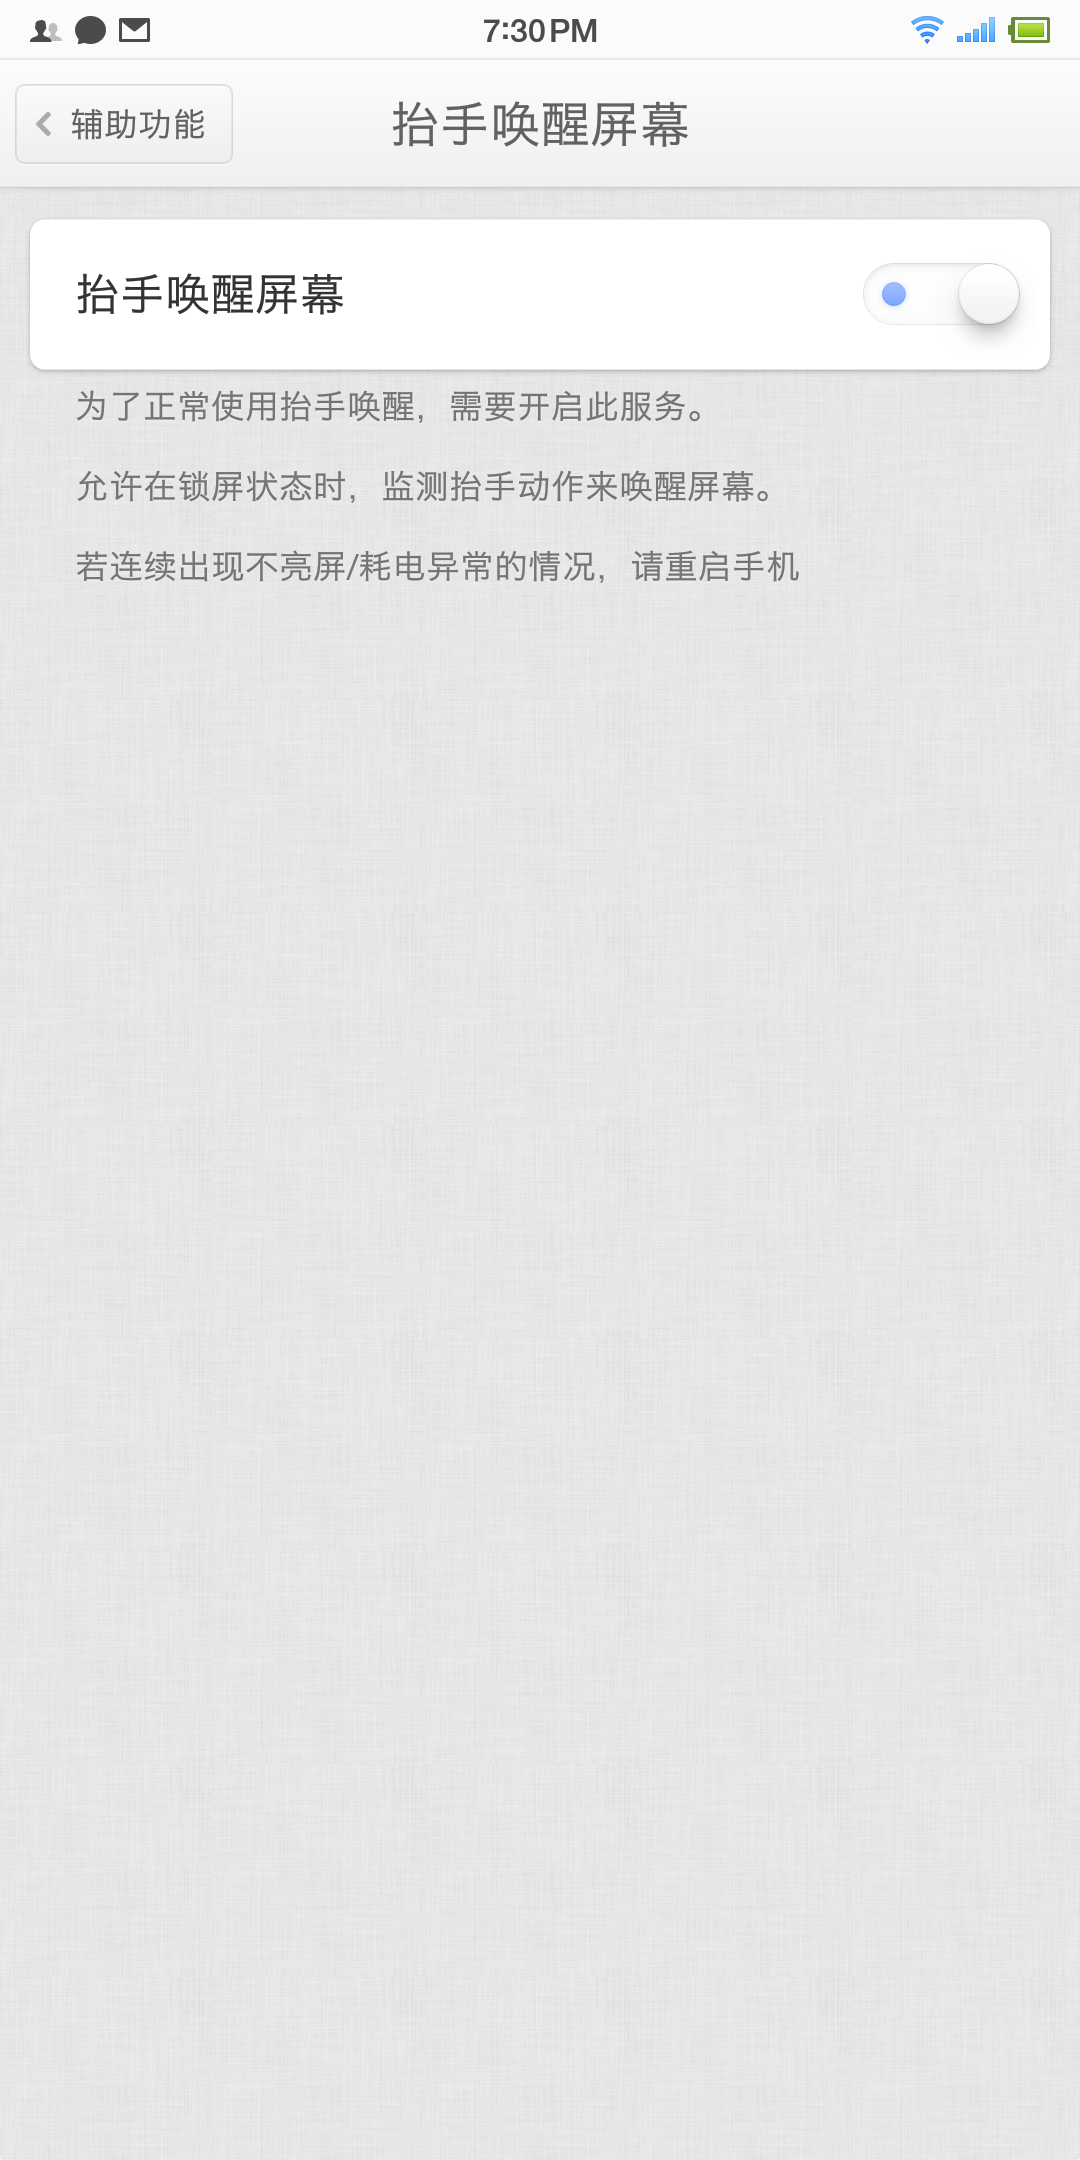 7:30 PM
辅助功能
抬手唤醒屏幕
抬手唤醒屏幕
为了正常使用抬手唤醒，需要开启此服务。
允许在锁屏状态时，监测抬手动作来唤醒屏幕。
若连续出现不亮屏/耗电异常的情况，请重启手机